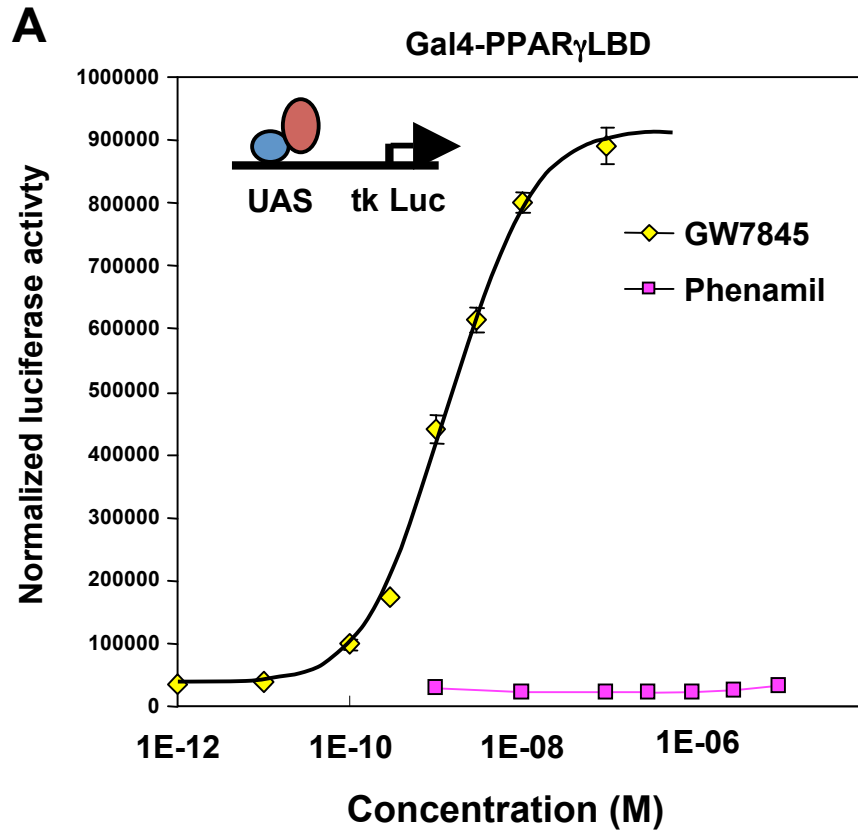 A
Gal4-PPARγLBD
Normalized luciferase activty
1000000
900000
800000
700000
600000
500000
400000
300000
200000
100000
0
UAS
tk Luc
GW7845
Phenamil
1E-12
1E-10
1E-08
1E-06
Concentration (M)